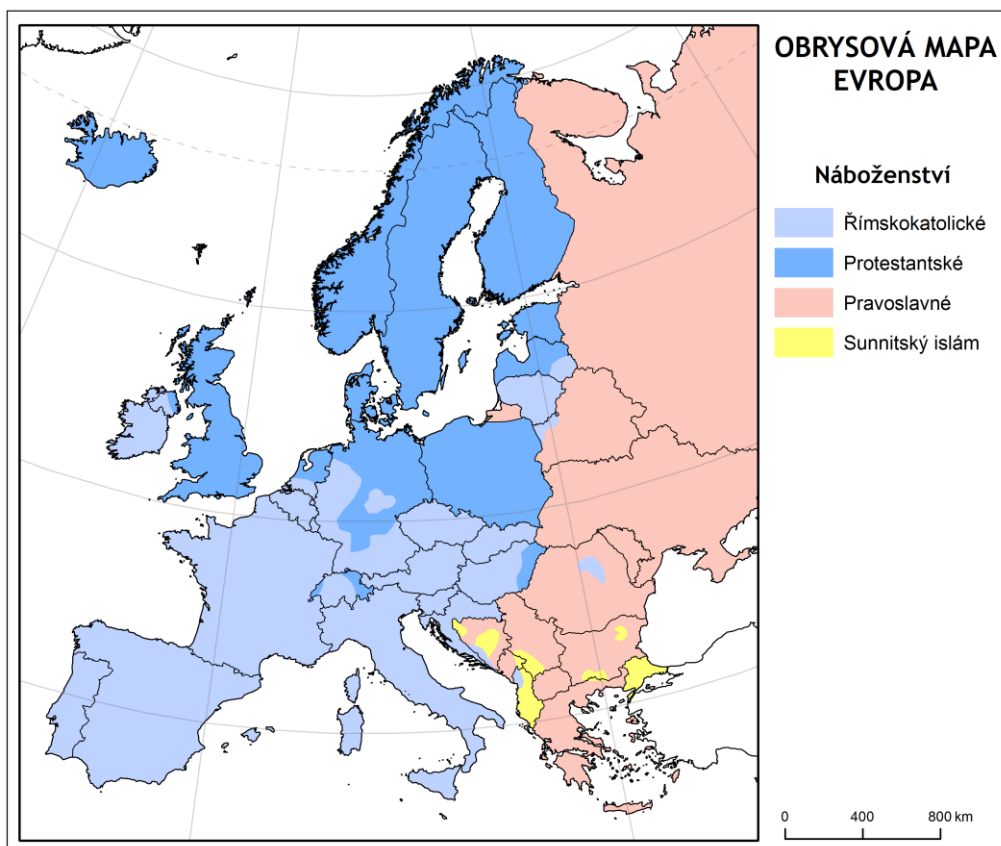 OBRYSOVÁ MAPA
EVROPA
Náboženství
Římskokatolické
Protestantské
Pravoslavné
Sunnitský islám
0 400 800 km